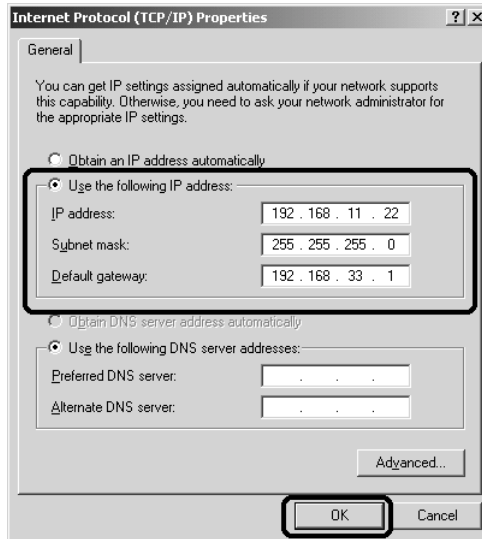 Internet Protocol (TCP/IP) Properties
General
You can get IP settings assigned automatically if your network supports
this capability. Otherwise, you need to ask your network administrator for
the appropriate IP settings.
Obtain an IP address automatically
Use the following IP address:
IP address: 192 . 168 . 11 . 22
Subnet mask: 255 . 255 . 255 . 0
Default gateway: 192 . 168 . 33 . 1
Obtain DNS server address automatically
Use the following DNS server addresses:
Preferred DNS server: . . .
Alternate DNS server: . . .
Advanced...
OK Cancel